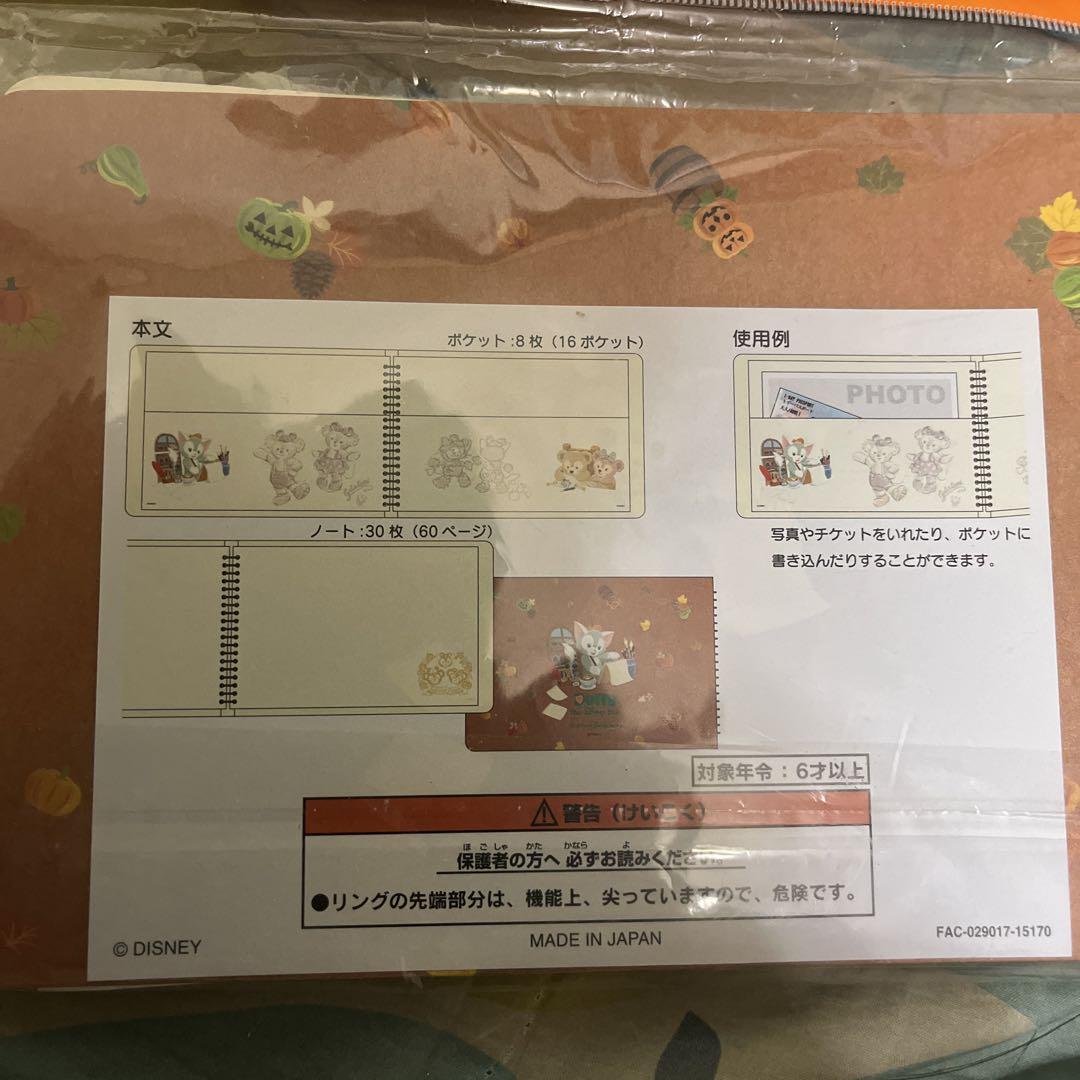 本文
ポケット:8枚（16ポケット）
使用例
PHOTO
ノート:30枚（60ページ）
写真やチケットをいれたり、ポケットに
書き込んだりすることができます。
Duffy
対象年令：6才以上
⚠警告（けいこく）
ほごしゃ かた かなら よ
保護者の方へ 必ずお読みください。
●リングの先端部分は、機能上、尖っていますので、危険です。
© DISNEY
MADE IN JAPAN
FAC-029017-15170